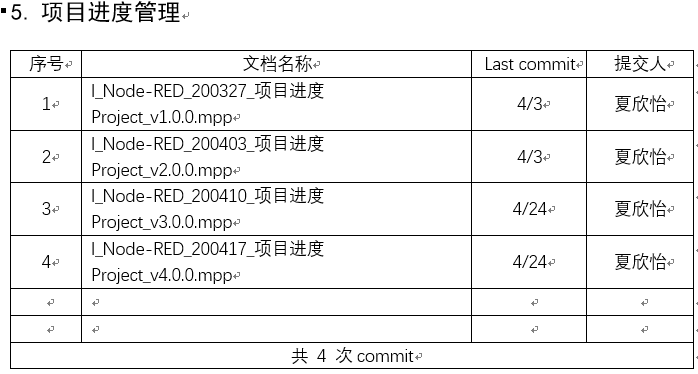 5. 项目进度管理
序号 文档名称 Last commit 提交人
1 I_Node-RED_200327_项目进度 4/3 夏欣怡
Project_v1.0.0.mpp
2 I_Node-RED_200403_项目进度 4/3 夏欣怡
Project_v2.0.0.mpp
3 I_Node-RED_200410_项目进度 4/24 夏欣怡
Project_v3.0.0.mpp
4 I_Node-RED_200417_项目进度 4/24 夏欣怡
Project_v4.0.0.mpp
共 4 次 commit